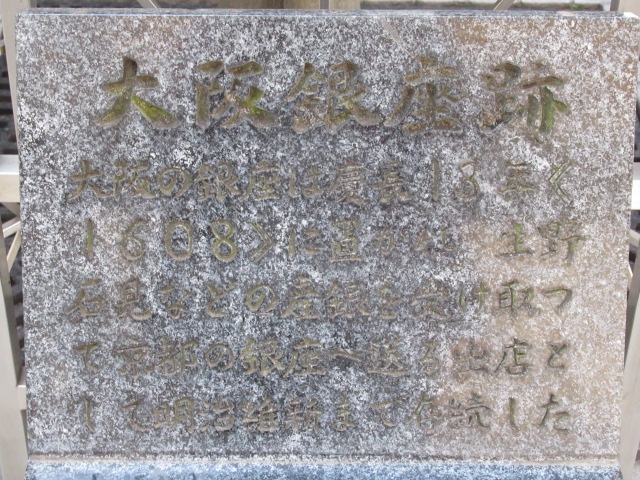 大阪銀座跡
大阪の銀座は慶長13年〈
1608〉に置かれ 生野
石見などの産銀を受け取つ
て京都の銀座へ送る出店と
して明治維新まで存続した